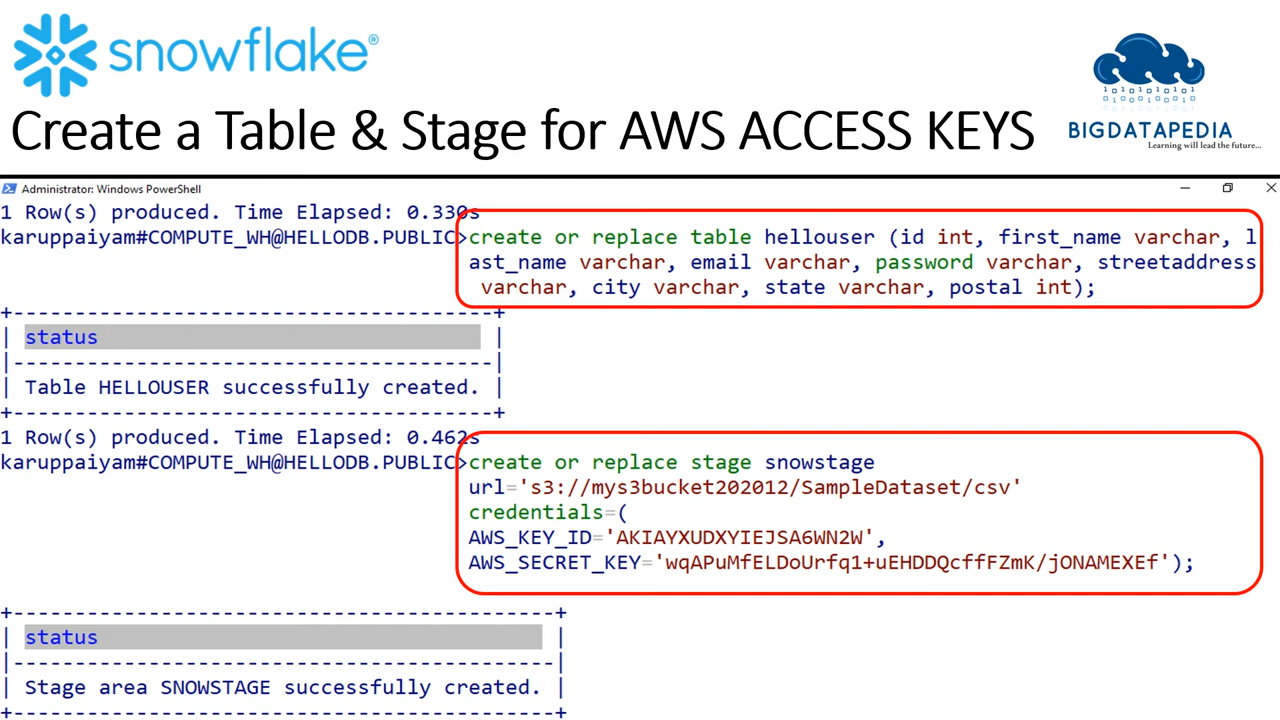 snowflake®
Create a Table & Stage for AWS ACCESS KEYS
BIGDATAPEDIA
Learning will lead the future...
Administrator: Windows PowerShell
1 Row(s) produced. Time Elapsed: 0.330s
karuppaiyam#COMPUTE_WH@HELLODB.PUBLIC>create or replace table hellouser (id int, first_name varchar, l
ast_name varchar, email varchar, password varchar, streetaddress
varchar, city varchar, state varchar, postal int);
+---------------------------------------+
| status |
|---------------------------------------|
| Table HELLOUSER successfully created. |
+---------------------------------------+
1 Row(s) produced. Time Elapsed: 0.462s
karuppaiyam#COMPUTE_WH@HELLODB.PUBLIC>create or replace stage snowstage
url='s3://mys3bucket202012/SampleDataset/csv'
credentials=(
AWS_KEY_ID='AKIAYXUDXYIEJSA6WN2W',
AWS_SECRET_KEY='wqAPuMfELDoUrfq1+uEHDDQcffFZmK/jONAMEXEf');
+--------------------------------------------+
| status |
|--------------------------------------------|
| Stage area SNOWSTAGE successfully created. |
+--------------------------------------------+